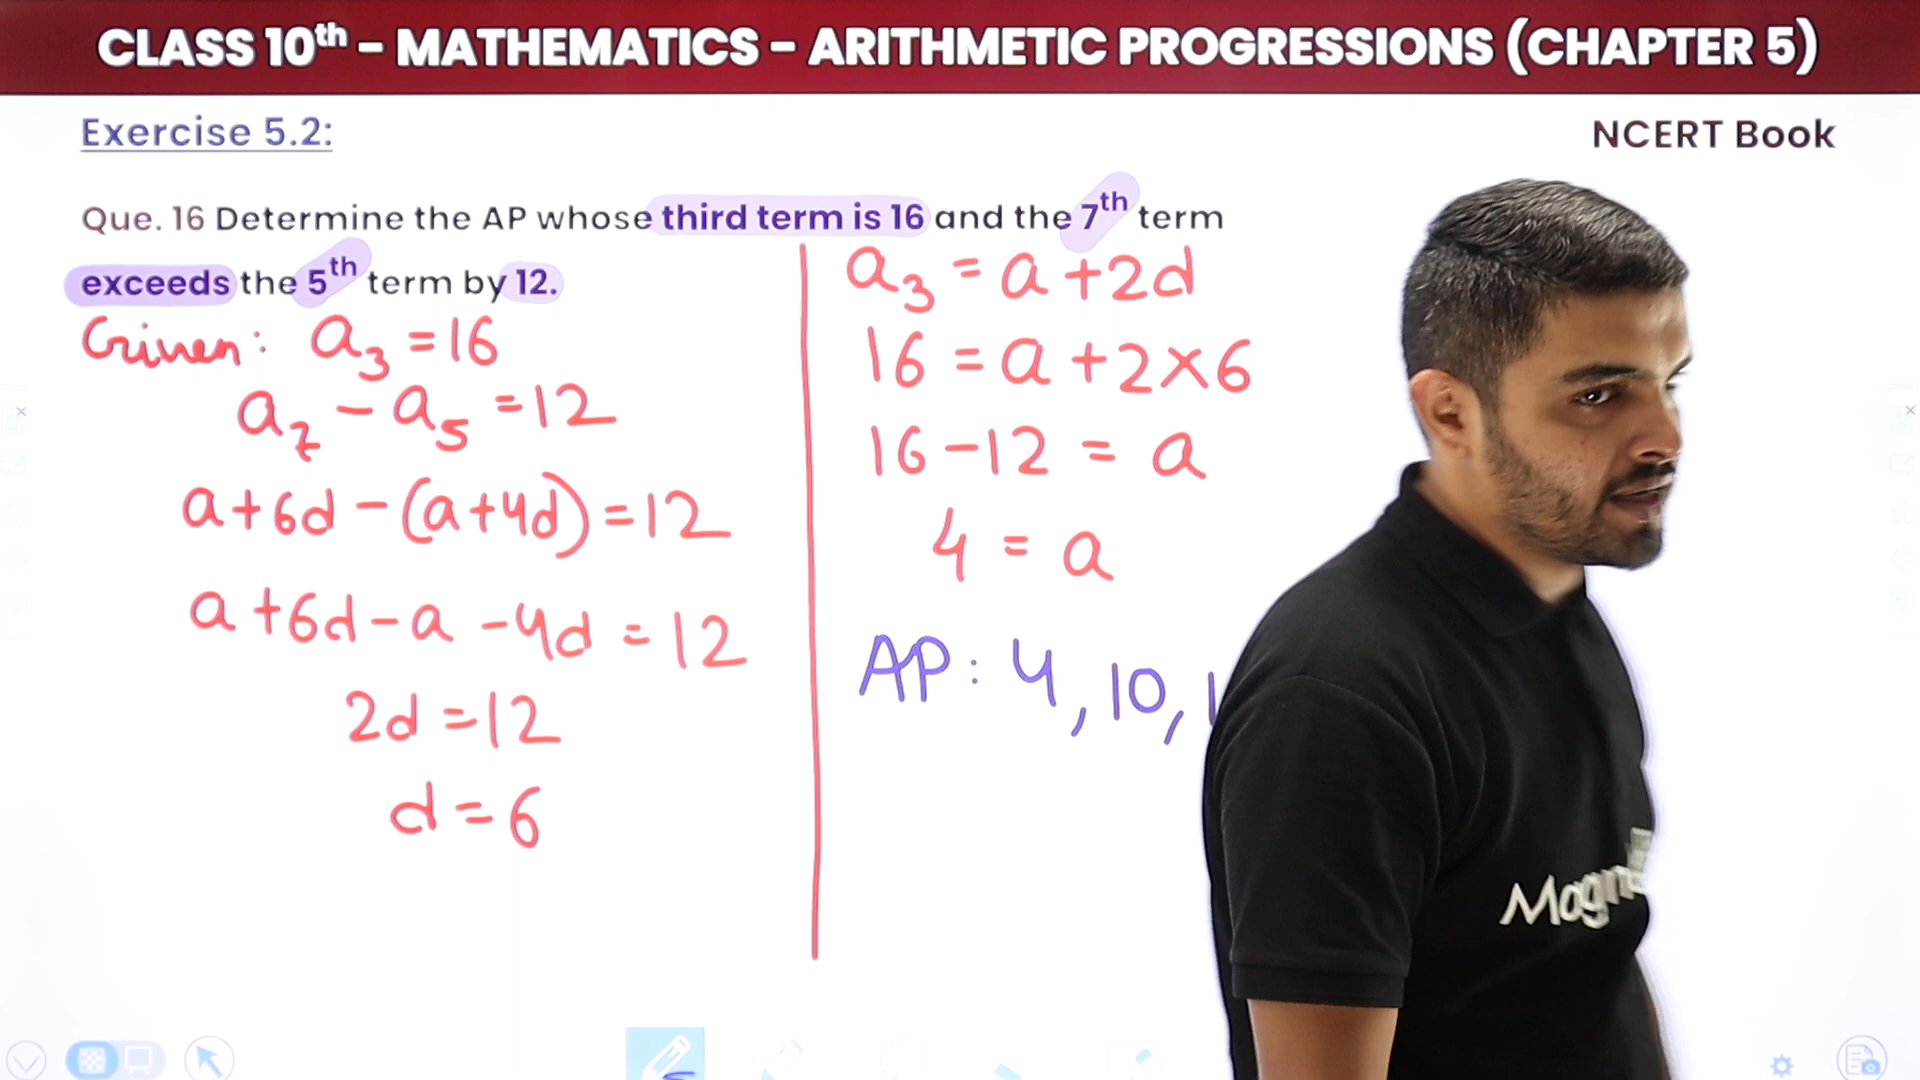 CLASS 10th – MATHEMATICS – ARITHMETIC PROGRESSIONS (CHAPTER 5)
Exercise 5.2:
NCERT Book
Que. 16 Determine the AP whose third term is 16 and the 7th term
exceeds the 5th term by 12.
Given: a₃ = 16
a₇ – a₅ = 12
a + 6d – (a + 4d) = 12
a + 6d – a – 4d = 12
2d = 12
d = 6
a₃ = a + 2d
16 = a + 2 × 6
16 – 12 = a
4 = a
AP: 4, 10, 1
Magn